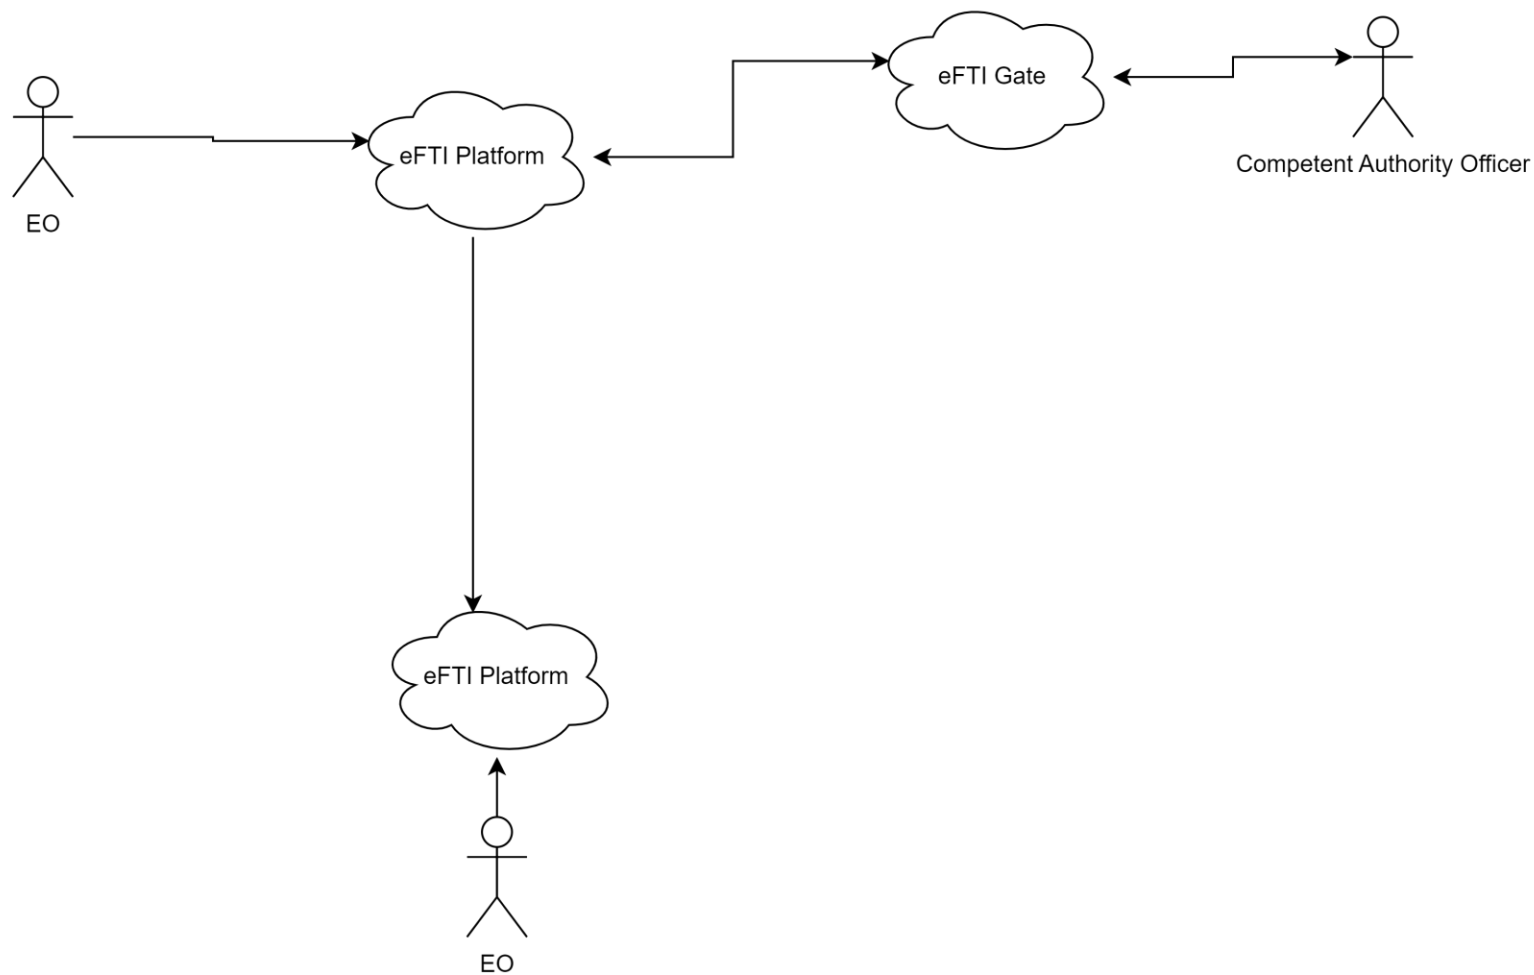 eFTI Gate
Competent Authority Officer
eFTI Platform
EO
eFTI Platform
EO